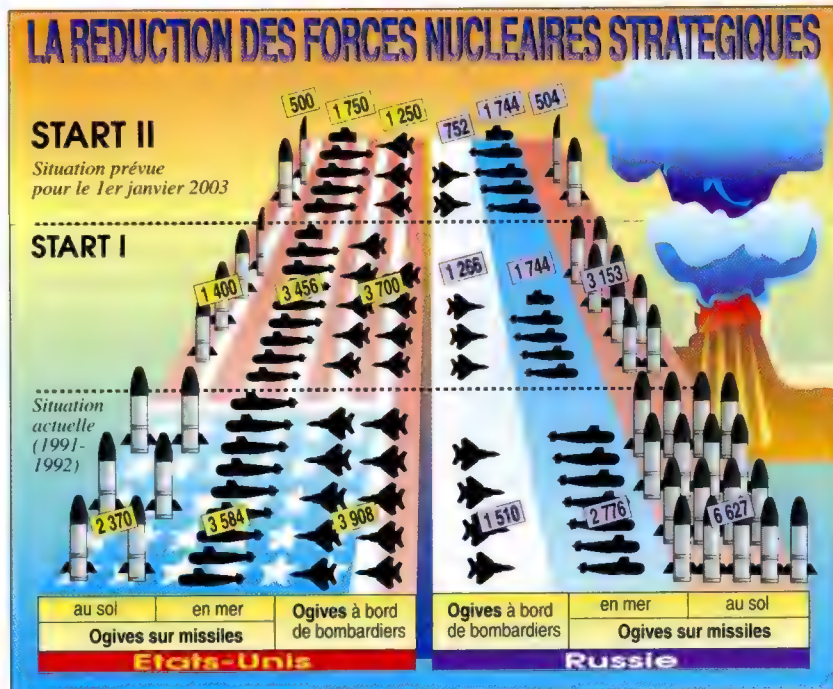 LA REDUCTION DES FORCES NUCLEAIRES STRATEGIQUES
500 1 750 1 250 752 1 744 504
START II
Situation prévue
pour le 1er janvier 2003
START I
1 400 3 456 3 700 1 266 1 744 3 153
Situation
actuelle
(1991-
1992)
2 370 3 584 3 908 1 510 2 776 6 627
au sol en mer Ogives à bord de bombardiers
Ogives sur missiles
Ogives à bord de bombardiers en mer au sol
Ogives sur missiles
Etats-Unis Russie